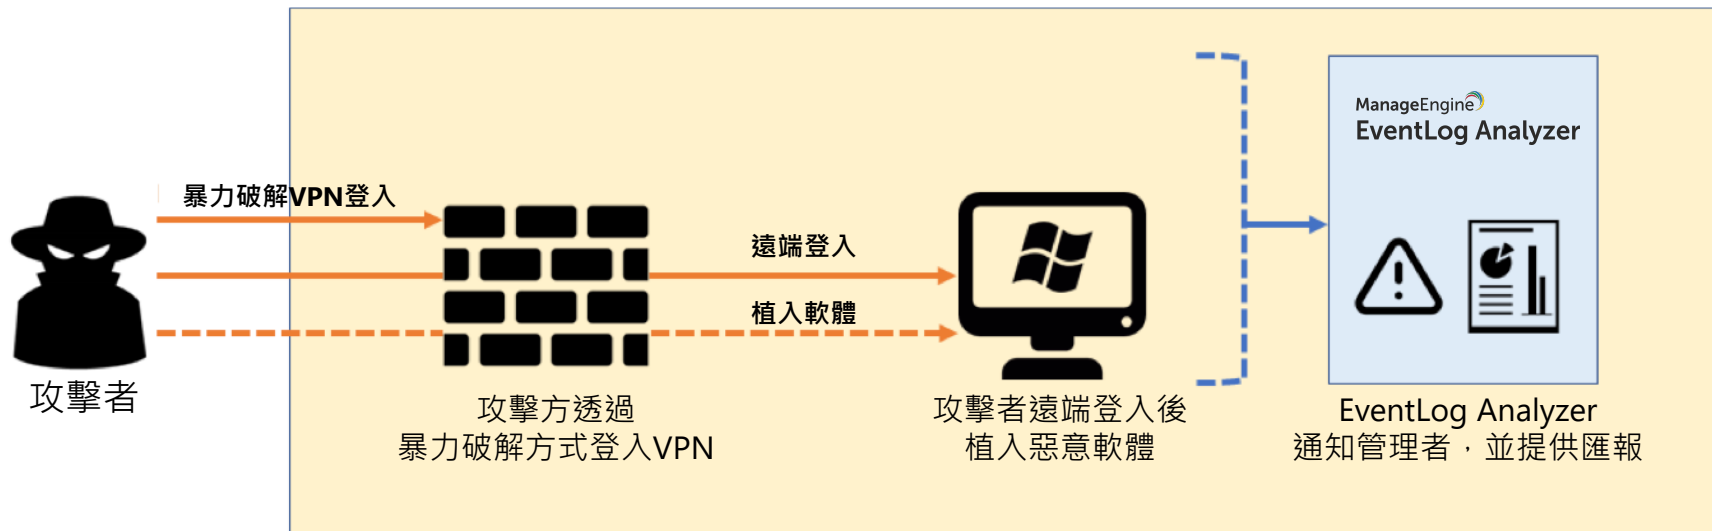 暴力破解VPN登入
遠端登入
植入軟體
攻擊者
攻擊方透過
暴力破解方式登入VPN
攻擊者遠端登入後
植入惡意軟體
ManageEngine
EventLog Analyzer
EventLog Analyzer
通知管理者，並提供匯報